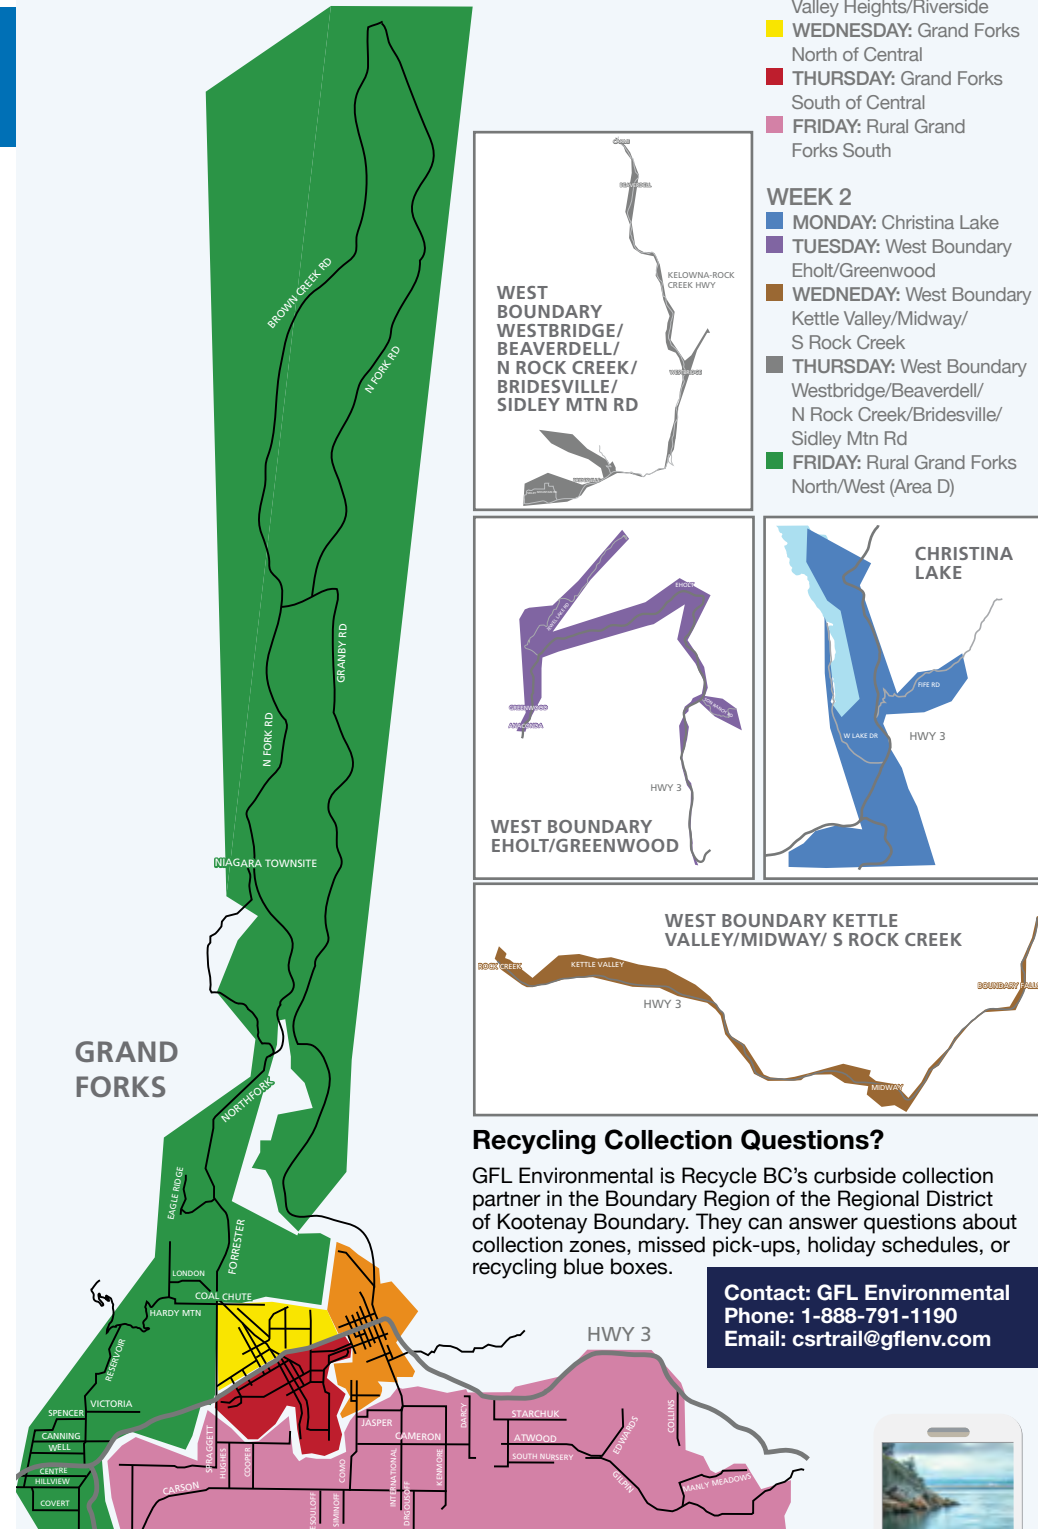 Valley Heights/Riverside
WEDNESDAY: Grand Forks
North of Central
THURSDAY: Grand Forks
South of Central
FRIDAY: Rural Grand
Forks South
WEEK 2
MONDAY: Christina Lake
TUESDAY: West Boundary
Eholt/Greenwood
WEDNEDAY: West Boundary
Kettle Valley/Midway/
S Rock Creek
THURSDAY: West Boundary
Westbridge/Beaverdell/
N Rock Creek/Bridesville/
Sidley Mtn Rd
FRIDAY: Rural Grand Forks
North/West (Area D)
BEAVERDELL
KELOWNA-ROCK
CREEK HWY
WESTBRIDGE
WEST
BOUNDARY
WESTBRIDGE/
BEAVERDELL/
N ROCK CREEK/
BRIDESVILLE/
SIDLEY MTN RD
EHOLT
GREENWOOD
ANACONDA
HWY 3
WEST BOUNDARY
EHOLT/GREENWOOD
CHRISTINA
LAKE
FIFE RD
W LAKE DR
HWY 3
WEST BOUNDARY KETTLE
VALLEY/MIDWAY/ S ROCK CREEK
ROCK CREEK
KETTLE VALLEY
HWY 3
BOUNDARY FALLS
MIDWAY
BROWN CREEK RD
N FORK RD
GRANBY RD
N FORK RD
NIAGARA TOWNSITE
GRAND
FORKS
NORTHFORK
EAGLE RIDGE
FORRESTER
LONDON
COAL CHUTE
HARDY MTN
RESERVOIR
VICTORIA
SPENCER
CANNING
WELL
CENTRE
HILLVIEW
COVERT
SPRAGGETT
HUGHES
COOPER
CARSON
COMO
JASPER
CAMERON
INTERNATIONAL
KENMORE
DARCY
STARCHUK
ATWOOD
SOUTH NURSERY
EDWARDS
GILPIN
COLLINS
MANLY MEADOWS
HWY 3
Recycling Collection Questions?
GFL Environmental is Recycle BC's curbside collection
partner in the Boundary Region of the Regional District
of Kootenay Boundary. They can answer questions about
collection zones, missed pick-ups, holiday schedules, or
recycling blue boxes.
Contact: GFL Environmental
Phone: 1-888-791-1190
Email: csrtrail@gflenv.com